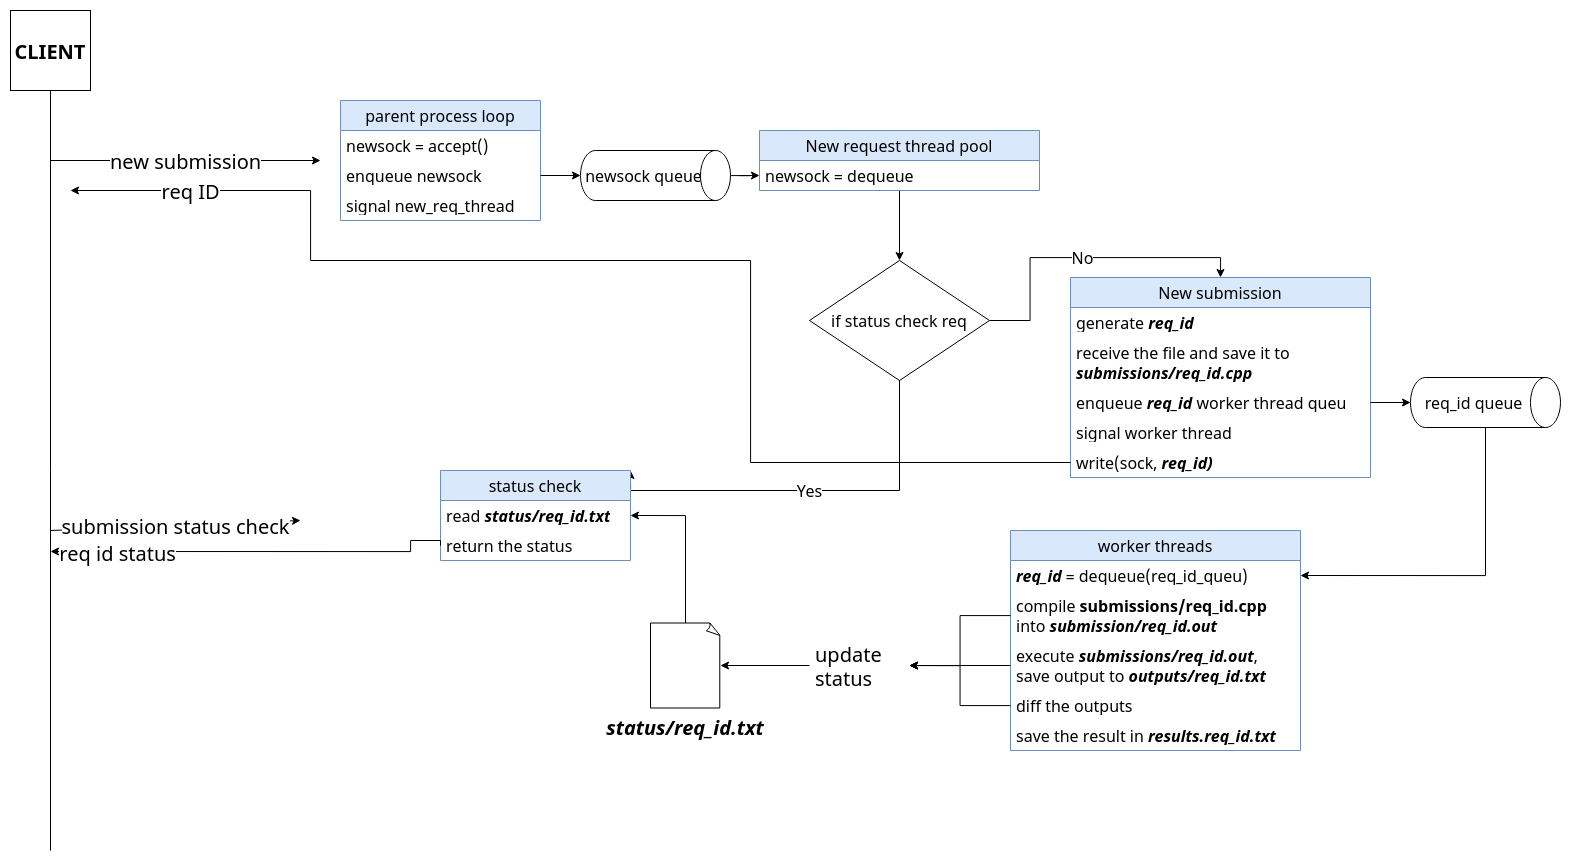 CLIENT
parent process loop
newsock = accept()
enqueue newsock
signal new_req_thread
new submission
req ID
newsock queue
New request thread pool
newsock = dequeue
if status check req
No
Yes
New submission
generate req_id
receive the file and save it to
submissions/req_id.cpp
enqueue req_id worker thread queu
signal worker thread
write(sock, req_id)
req_id queue
status check
read status/req_id.txt
return the status
submission status check
req id status
worker threads
req_id = dequeue(req_id_queu)
compile submissions/req_id.cpp
into submission/req_id.out
execute submissions/req_id.out,
save output to outputs/req_id.txt
diff the outputs
save the result in results.req_id.txt
update
status
status/req_id.txt